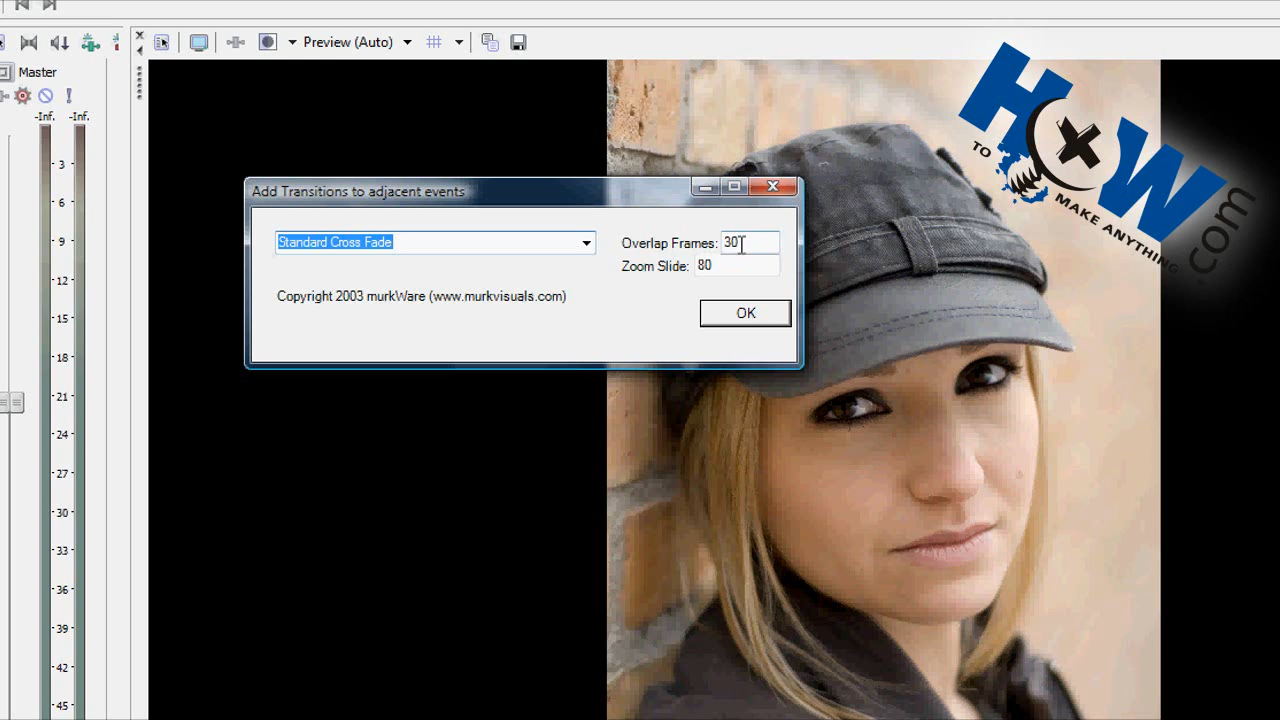 Preview (Auto)
Master
-Inf. -Inf.
3
6
9
12
15
18
21
24
27
30
33
36
39
42
45
Add Transitions to adjacent events
Standard Cross Fade
Overlap Frames: 30
Zoom Slide: 80
Copyright 2003 murkWare (www.murkvisuals.com)
OK
HOW
TO
MAKE ANYTHING
.com